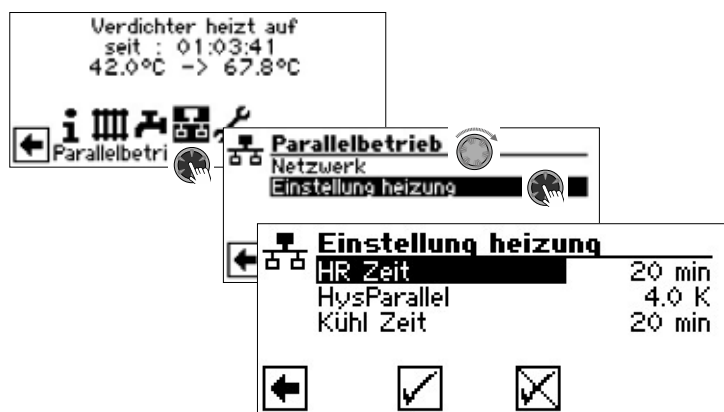 Verdichter heizt auf
seit : 01:03:41
42.0°C -> 67.8°C
Parallelbetri
Parallelbetrieb
Netzwerk
Einstellung heizung
Einstellung heizung
HR Zeit 20 min
HysParallel 4.0 K
Kühl Zeit 20 min